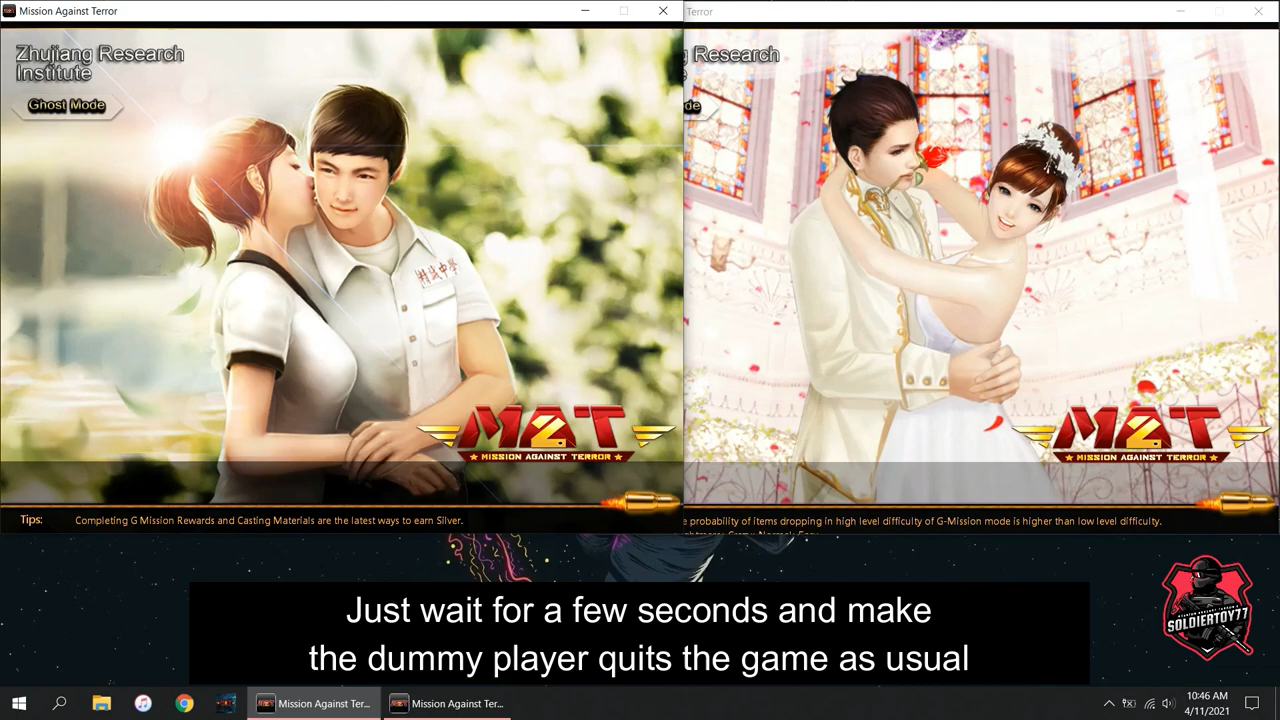 Mission Against Terror
Terror
Zhujiang Research
Institute
Ghost Mode
g Research
de
MAT
2
★ MISSION AGAINST TERROR ★
MAT
2
★ MISSION AGAINST TERROR ★
Tips:
Completing G Mission Rewards and Casting Materials are the latest ways to earn Silver.
e probability of items dropping in high level difficulty of G-Mission mode is higher than low level difficulty.
Just wait for a few seconds and make
the dummy player quits the game as usual
SOLDIERTOY77
Mission Against Ter...
Mission Against Ter...
10:46 AM
4/11/2021